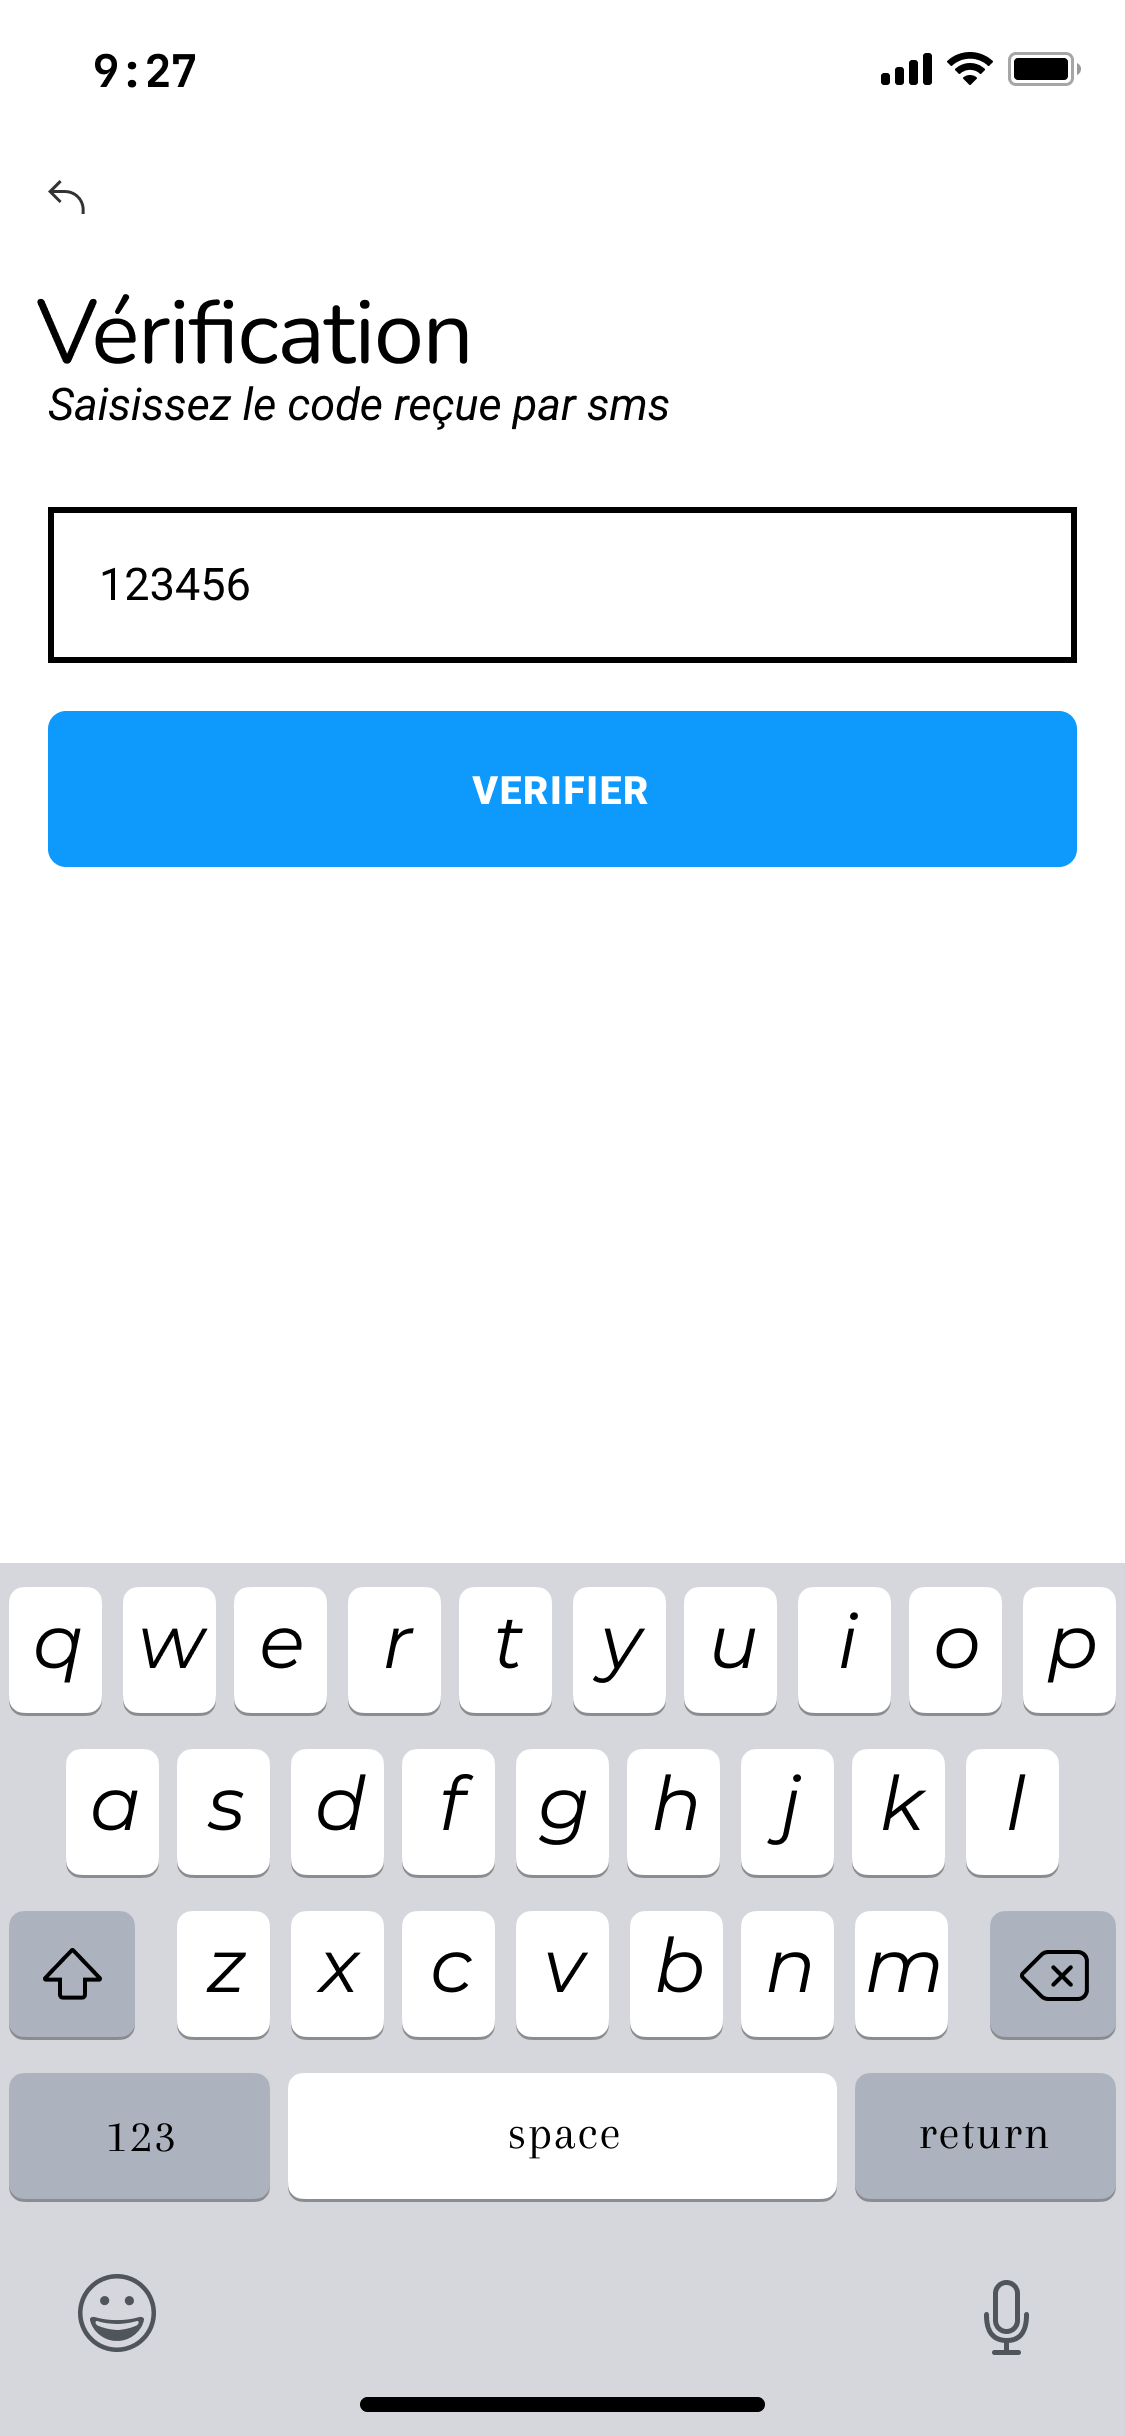 9:27
Vérification
Saisissez le code reçue par sms
123456
VERIFIER
q w e r t y u i o p
a s d f g h j k l
z x c v b n m
123 space return